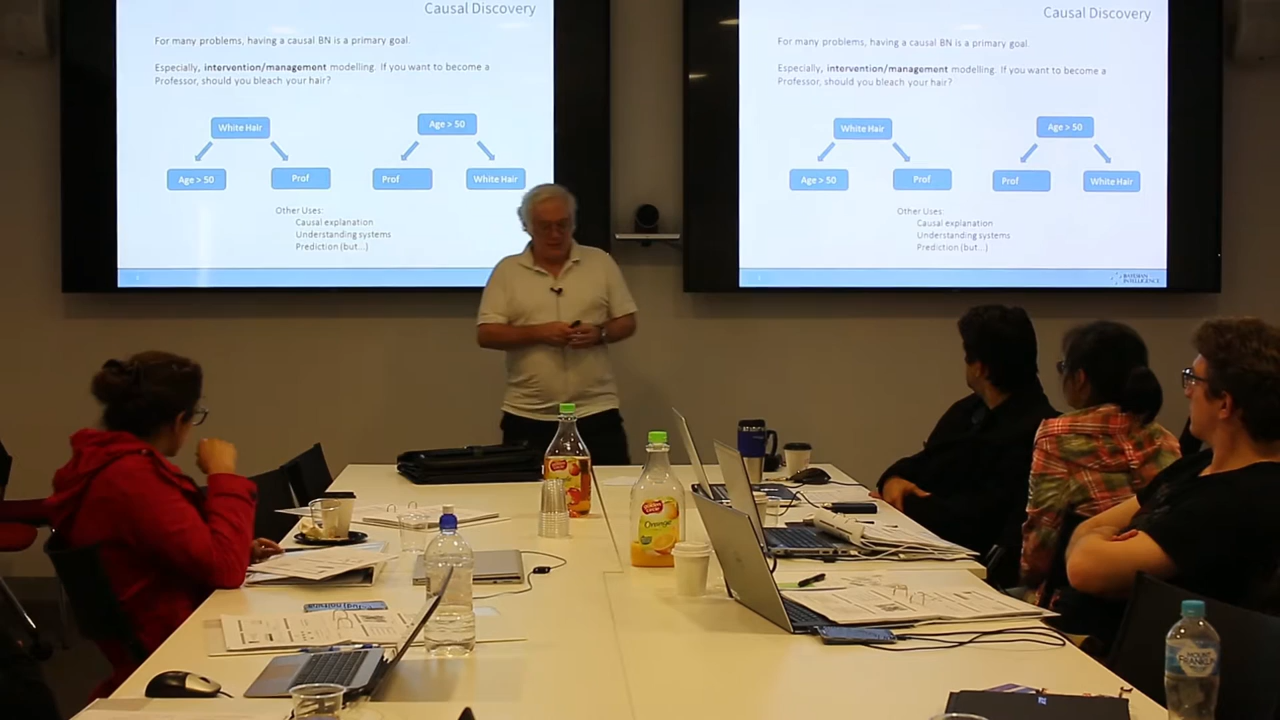 Causal Discovery
For many problems, having a causal BN is a primary goal.
Especially, intervention/management modelling. If you want to become a
Professor, should you bleach your hair?
White Hair
Age > 50
Age > 50
Prof
Prof
White Hair
Other Uses:
Causal explanation
Understanding systems
Prediction (but...)
Causal Discovery
For many problems, having a causal BN is a primary goal.
Especially, intervention/management modelling. If you want to become a
Professor, should you bleach your hair?
White Hair
Age > 50
Age > 50
Prof
Prof
White Hair
Other Uses:
Causal explanation
Understanding systems
Prediction (but...)
BAYESIAN
INTELLIGENCE
Orange
MOUNT
FRANKLIN